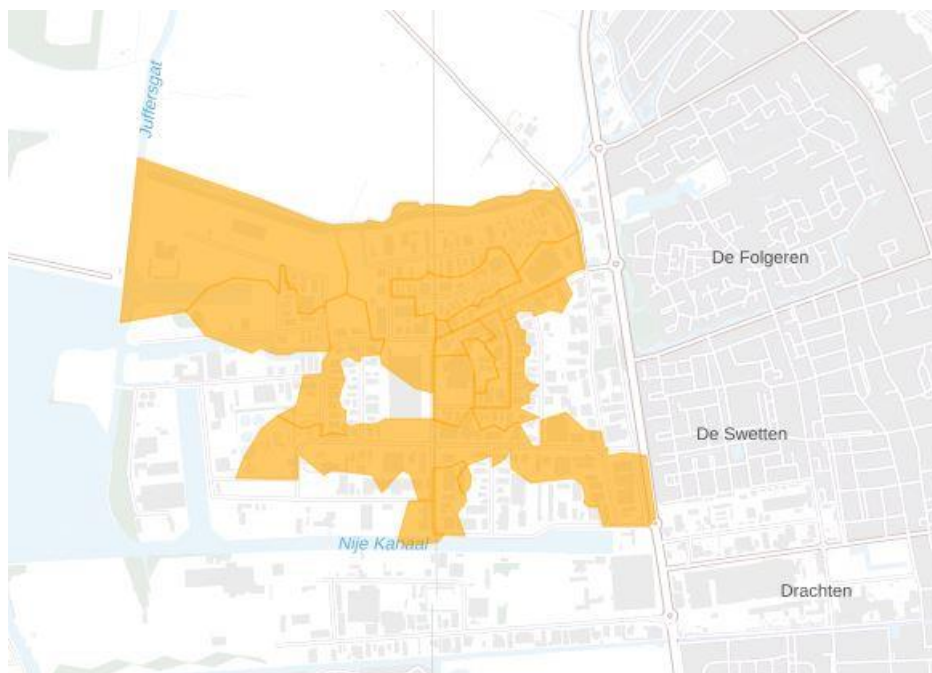 Juffersgat
De Folgeren
De Swetten
Nije Kanaal
Drachten